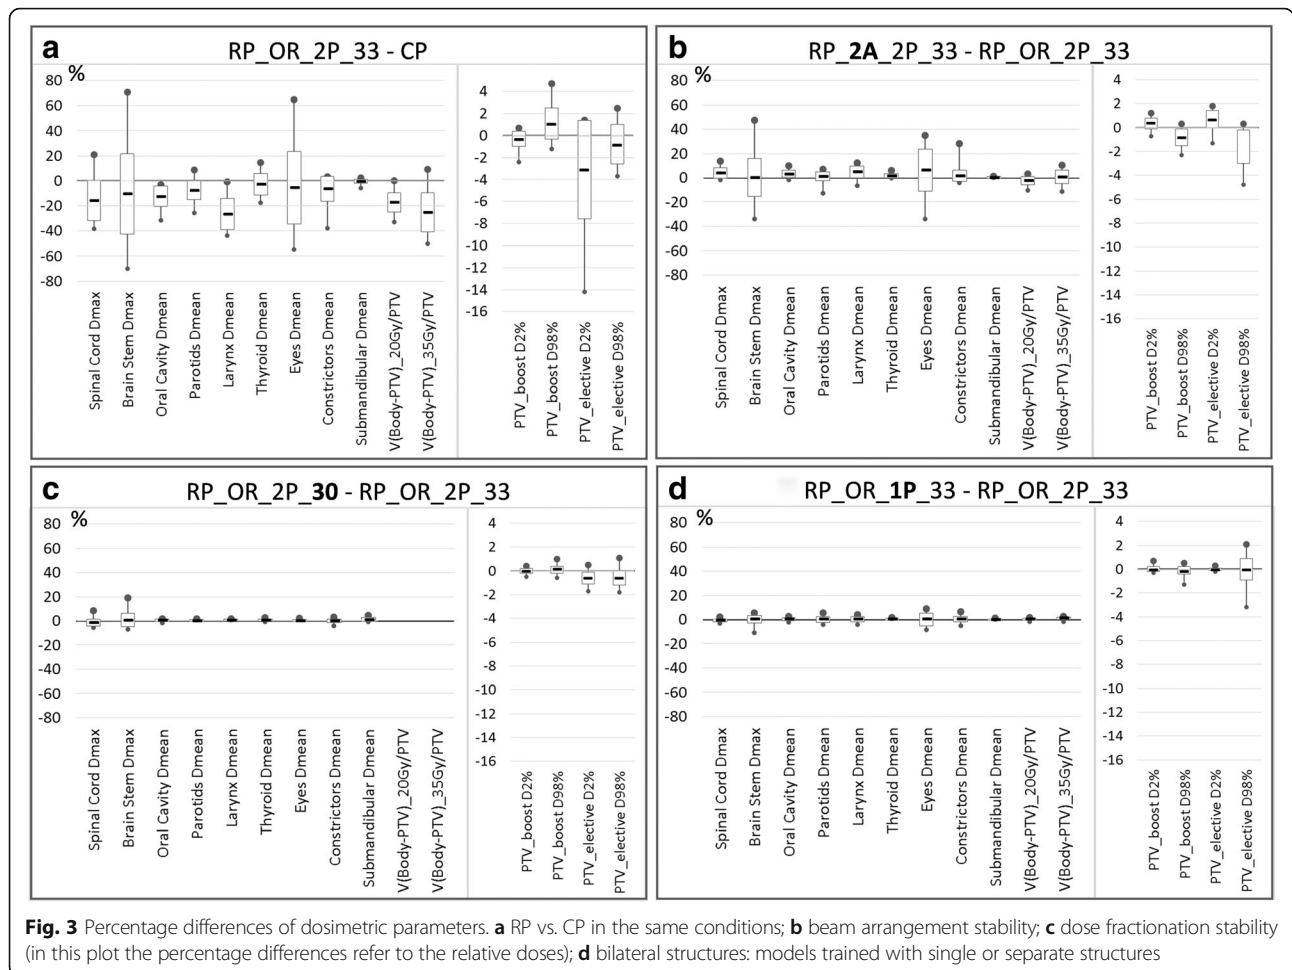 a
RP_OR_2P_33 - CP
%
80
60
40
20
0
-20
-40
-60
-80
Spinal Cord Dmax
Brain Stem Dmax
Oral Cavity Dmean
Parotids Dmean
Larynx Dmean
Thyroid Dmean
Eyes Dmean
Constrictors Dmean
Submandibular Dmean
V(Body-PTV)_20Gy/PTV
V(Body-PTV)_35Gy/PTV
4
2
0
-2
-4
-6
-8
-10
-12
-14
-16
PTV_boost D2%
PTV_boost D98%
PTV_elective D2%
PTV_elective D98%
b
RP_2A_2P_33 - RP_OR_2P_33
%
80
60
40
20
0
-20
-40
-60
-80
Spinal Cord Dmax
Brain Stem Dmax
Oral Cavity Dmean
Parotids Dmean
Larynx Dmean
Thyroid Dmean
Eyes Dmean
Constrictors Dmean
Submandibular Dmean
V(Body-PTV)_20Gy/PTV
V(Body-PTV)_35Gy/PTV
4
2
0
-2
-4
-6
-8
-10
-12
-14
-16
PTV_boost D2%
PTV_boost D98%
PTV_elective D2%
PTV_elective D98%
c
RP_OR_2P_30 - RP_OR_2P_33
%
80
60
40
20
0
-20
-40
-60
-80
Spinal Cord Dmax
Brain Stem Dmax
Oral Cavity Dmean
Parotids Dmean
Larynx Dmean
Thyroid Dmean
Eyes Dmean
Constrictors Dmean
Submandibular Dmean
V(Body-PTV)_20Gy/PTV
V(Body-PTV)_35Gy/PTV
4
2
0
-2
-4
-6
-8
-10
-12
-14
-16
PTV_boost D2%
PTV_boost D98%
PTV_elective D2%
PTV_elective D98%
d
RP_OR_1P_33 - RP_OR_2P_33
%
80
60
40
20
0
-20
-40
-60
-80
Spinal Cord Dmax
Brain Stem Dmax
Oral Cavity Dmean
Parotids Dmean
Larynx Dmean
Thyroid Dmean
Eyes Dmean
Constrictors Dmean
Submandibular Dmean
V(Body-PTV)_20Gy/PTV
V(Body-PTV)_35Gy/PTV
4
2
0
-2
-4
-6
-8
-10
-12
-14
-16
PTV_boost D2%
PTV_boost D98%
PTV_elective D2%
PTV_elective D98%
Fig. 3 Percentage differences of dosimetric parameters. a RP vs. CP in the same conditions; b beam arrangement stability; c dose fractionation stability
(in this plot the percentage differences refer to the relative doses); d bilateral structures: models trained with single or separate structures